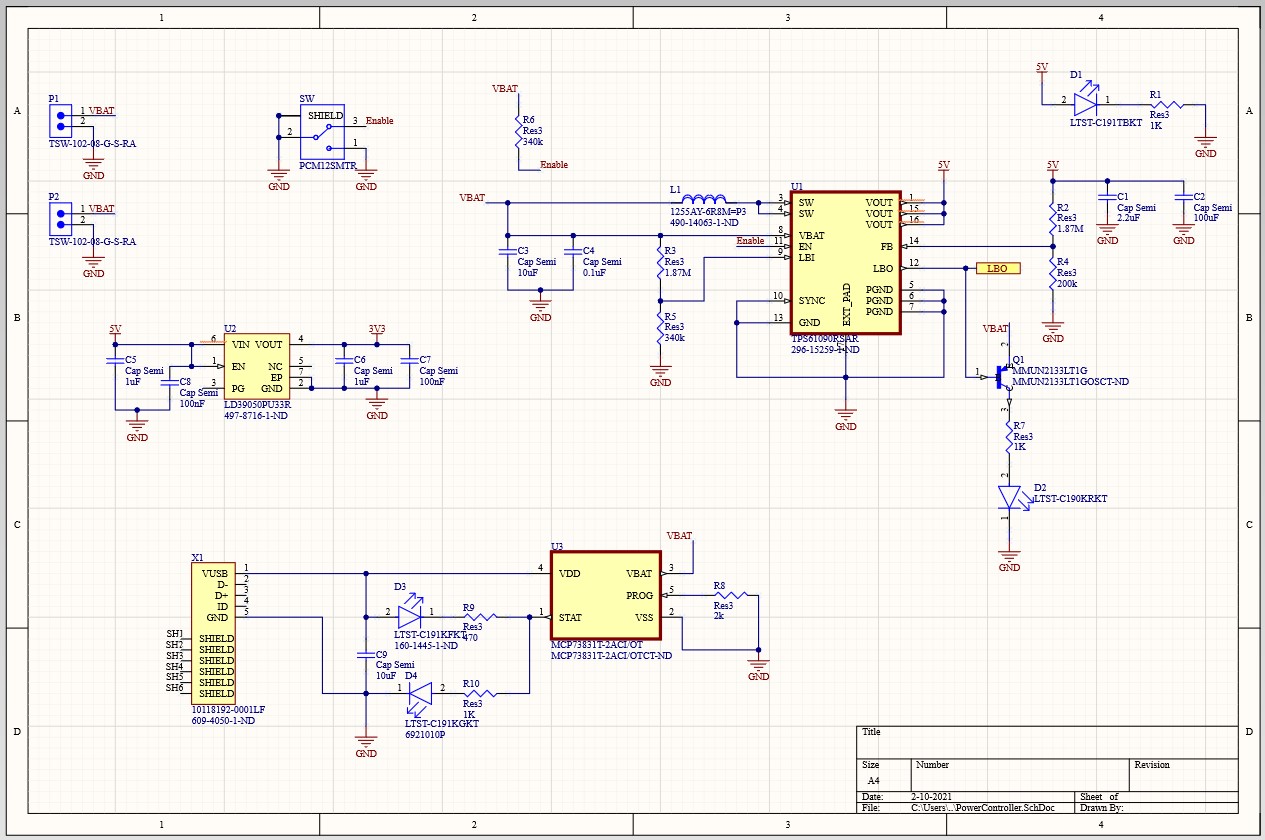 1 2 3 4
A
B
C
D
A
B
C
D
P1
1 VBAT
2
TSW-102-08-G-S-RA
GND
P2
1 VBAT
2
TSW-102-08-G-S-RA
GND
SW
SHIELD
2
3 Enable
1
PCM12SMTR
GND
GND
VBAT
R6
Res3
340k
Enable
5V
D1
2 1
LTST-C191TBKT
R1
Res3
1K
GND
VBAT
L1
1255AY-6R8M=P3
490-14063-1-ND
C3
Cap Semi
10uF
C4
Cap Semi
0.1uF
GND
R3
Res3
1.87M
R5
Res3
340k
GND
Enable
U1
3 SW
4 SW
8 VBAT
11 EN
9 LBI
10 SYNC
13 GND
VOUT 1
VOUT 15
VOUT 16
FB 14
LBO 12
PGND 5
PGND 6
PGND 7
EXT_PAD
17
TPS61090RSAR
296-15259-1-ND
GND
5V
5V
R2
Res3
1.87M
R4
Res3
200k
GND
C1
Cap Semi
2.2uF
GND
C2
Cap Semi
100uF
GND
LBO
VBAT
2
Q1
1
MMUN2133LT1G
MMUN2133LT1GOSCT-ND
3
R7
Res3
1K
2
D2
LTST-C190KRKT
1
GND
5V
C5
Cap Semi
1uF
C8
Cap Semi
100nF
GND
U2
6 VIN VOUT 4
1 EN NC 5
EP 7
3 PG GND 2
LD39050PU33R
497-8716-1-ND
3V3
C6
Cap Semi
1uF
C7
Cap Semi
100nF
GND
X1
VUSB 1
D- 2
D+ 3
ID 4
GND 5
SH1 SHIELD
SH2 SHIELD
SH3 SHIELD
SH4 SHIELD
SH5 SHIELD
SH6 SHIELD
10118192-0001LF
609-4050-1-ND
D3
2 1
LTST-C191KFKT
160-1445-1-ND
R9
Res3
470
C9
Cap Semi
10uF
D4
1 2
LTST-C191KGKT
6921010P
R10
Res3
1K
GND
U3
4 VDD
1 STAT
VBAT 3
PROG 5
VSS 2
MCP73831T-2ACI/OT
MCP73831T-2ACI/OTCT-ND
VBAT
R8
Res3
2k
GND
Title
Size
A4
Number
Revision
Date: 2-10-2021
Sheet of
File: C:\Users\..\PowerController.SchDoc
Drawn By:
1 2 3 4